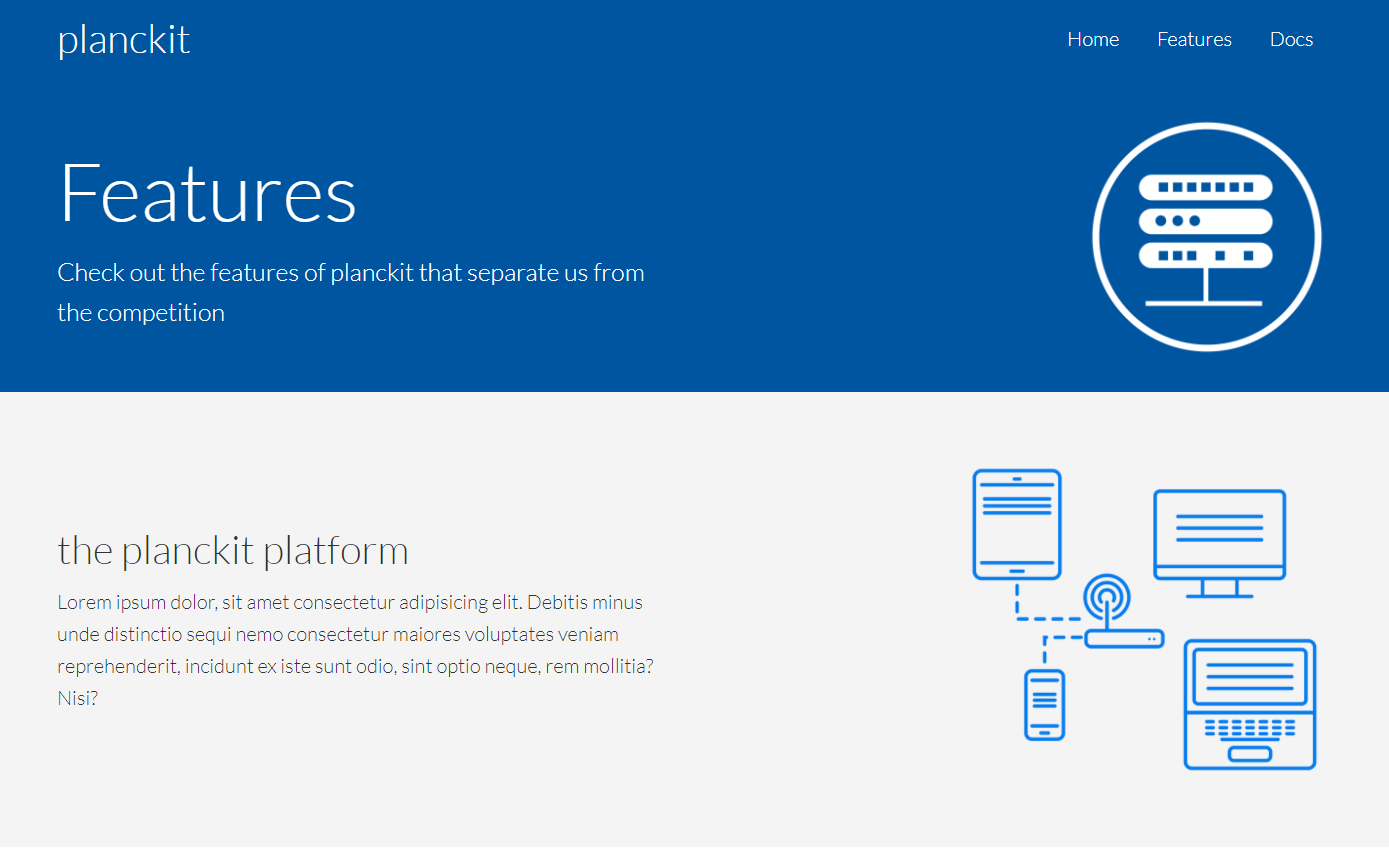 planckit
Home Features Docs
Features
Check out the features of planckit that separate us from
the competition
the planckit platform
Lorem ipsum dolor, sit amet consectetur adipisicing elit. Debitis minus
unde distinctio sequi nemo consectetur maiores voluptates veniam
reprehenderit, incidunt ex iste sunt odio, sint optio neque, rem mollitia?
Nisi?